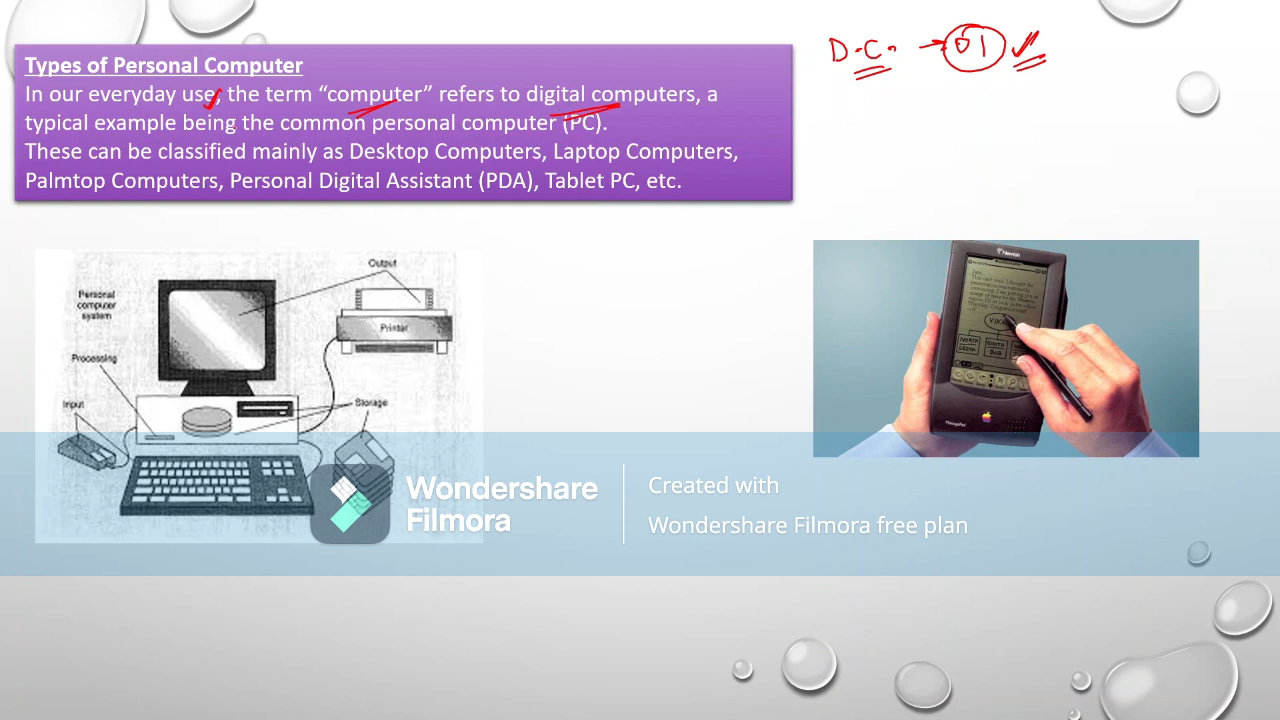 Types of Personal Computer
In our everyday use, the term “computer” refers to digital computers, a
typical example being the common personal computer (PC).
These can be classified mainly as Desktop Computers, Laptop Computers,
Palmtop Computers, Personal Digital Assistant (PDA), Tablet PC, etc.
D.C. → 01
Output
Personal
computer
system
Printer
Processing
Input
Storage
Newton
MessagePad
Wondershare
Filmora
Created with
Wondershare Filmora free plan